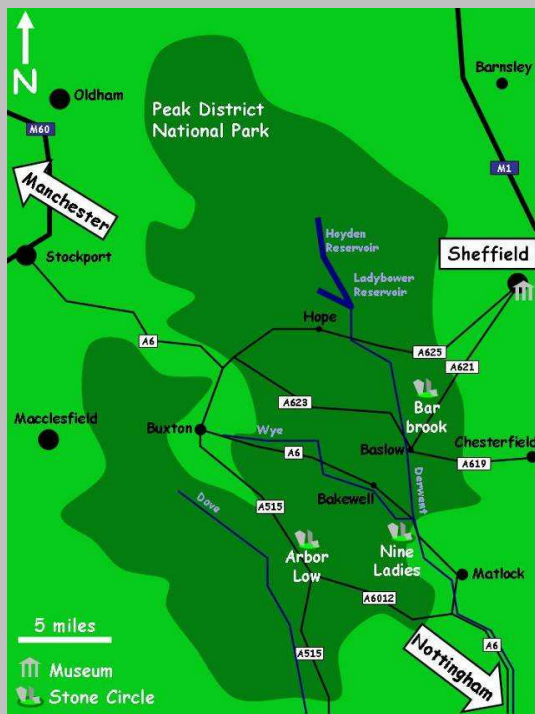 N
Oldham
Barnsley
Peak District
National Park
M60
M1
Manchester
Stockport
Sheffield
Hoyden
Reservoir
Ladybower
Reservoir
Hope
A6
A625
A621
A623
Bar
brook
Macclesfield
Buxton
Wye
A6
Baslow
Chesterfield
A619
Bakewell
Derwent
Dove
A515
Arbor
Low
Nine
Ladies
Matlock
A6012
5 miles
A515
Nottingham
A6
Museum
Stone Circle